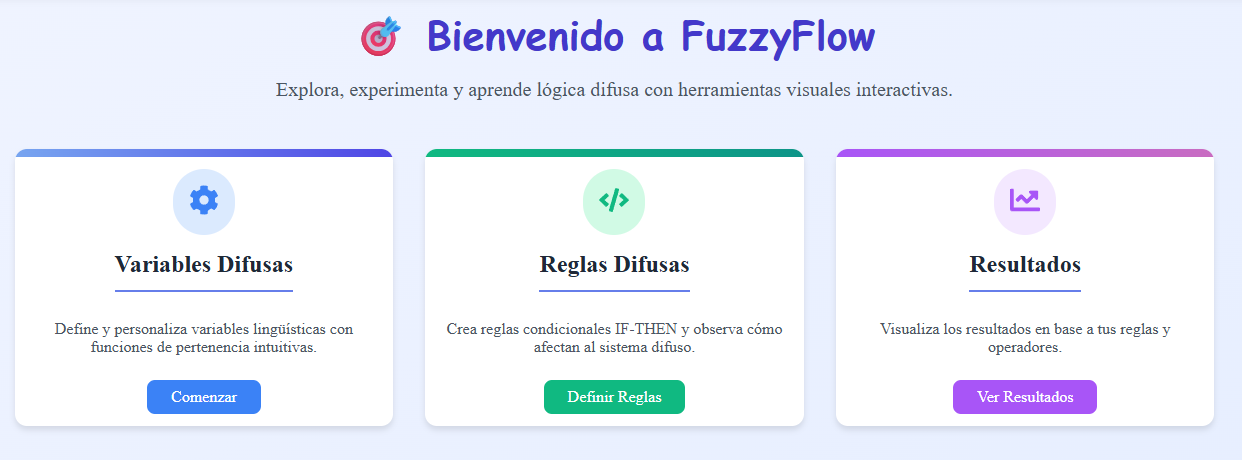 Bienvenido a FuzzyFlow
Explora, experimenta y aprende lógica difusa con herramientas visuales interactivas.
Variables Difusas
Define y personaliza variables lingüísticas con
funciones de pertenencia intuitivas.
Comenzar
Reglas Difusas
Crea reglas condicionales IF-THEN y observa cómo
afectan al sistema difuso.
Definir Reglas
Resultados
Visualiza los resultados en base a tus reglas y
operadores.
Ver Resultados